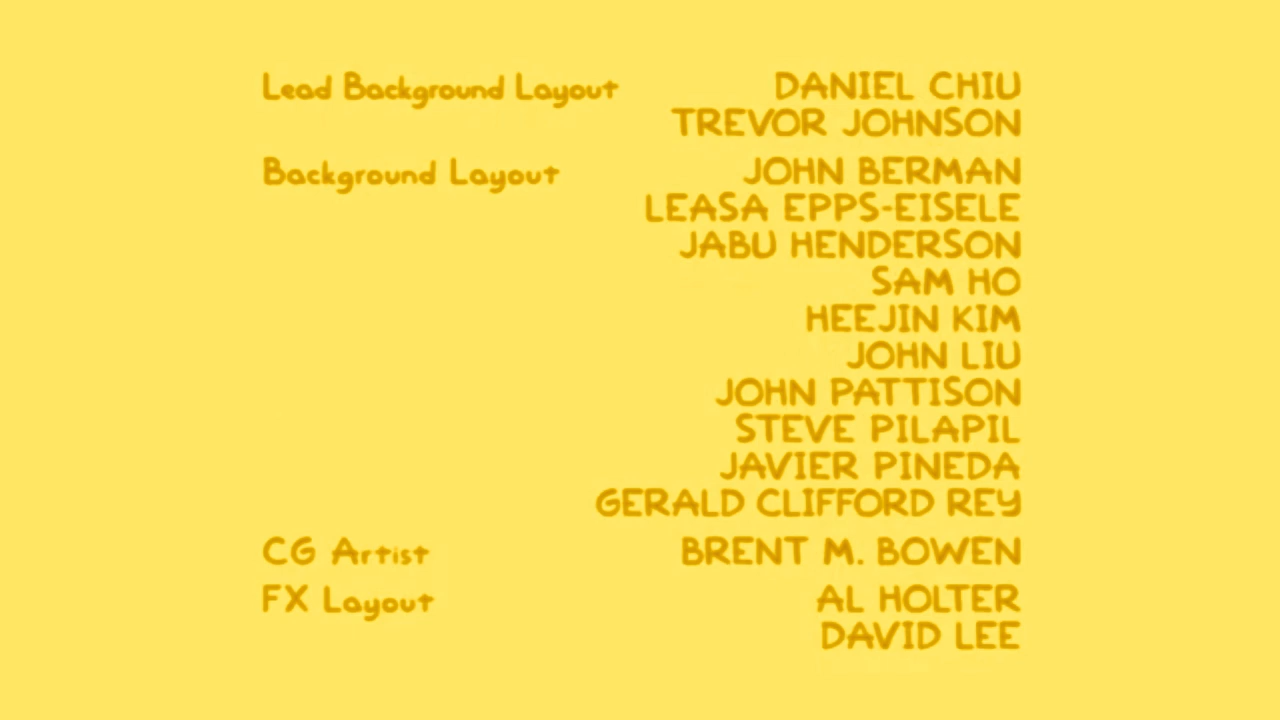 Lead Background Layout DANIEL CHIU
TREVOR JOHNSON
Background Layout JOHN BERMAN
LEASA EPPS-EISELE
JABU HENDERSON
SAM HO
HEEJIN KIM
JOHN LIU
JOHN PATTISON
STEVE PILAPIL
JAVIER PINEDA
GERALD CLIFFORD REY
CG Artist BRENT M. BOWEN
FX Layout AL HOLTER
DAVID LEE